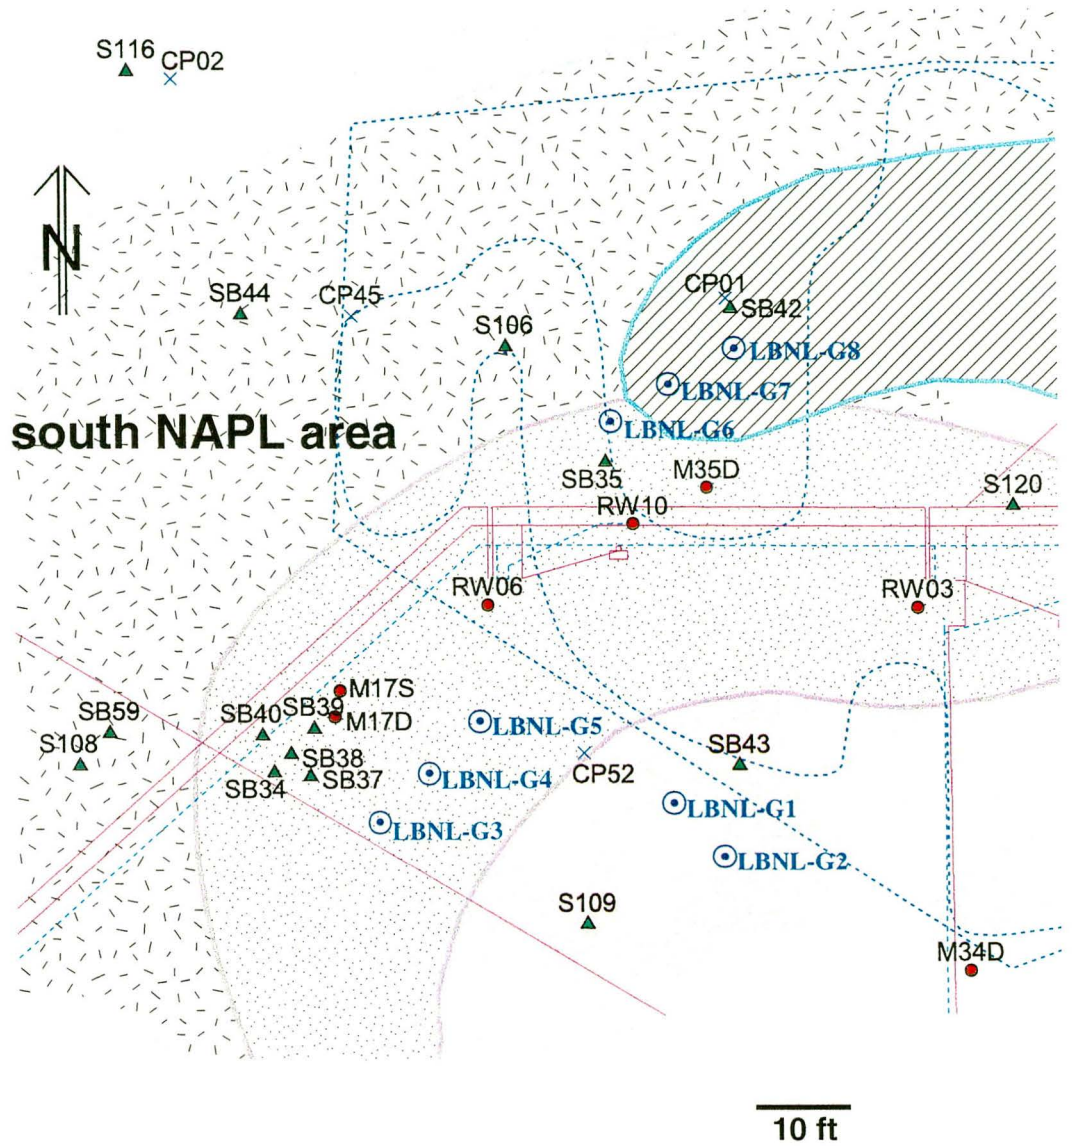 S116
CP02
N
SB44
CP45
CP01
SB42
S106
LBNL-G8
LBNL-G7
south NAPL area
LBNL-G6
SB35
M35D
S120
RW10
RW06
RW03
M17S
SB59
SB40
SB39
M17D
LBNL-G5
S108
SB38
SB43
SB34
SB37
LBNL-G4
CP52
LBNL-G1
LBNL-G3
LBNL-G2
S109
M34D
10 ft